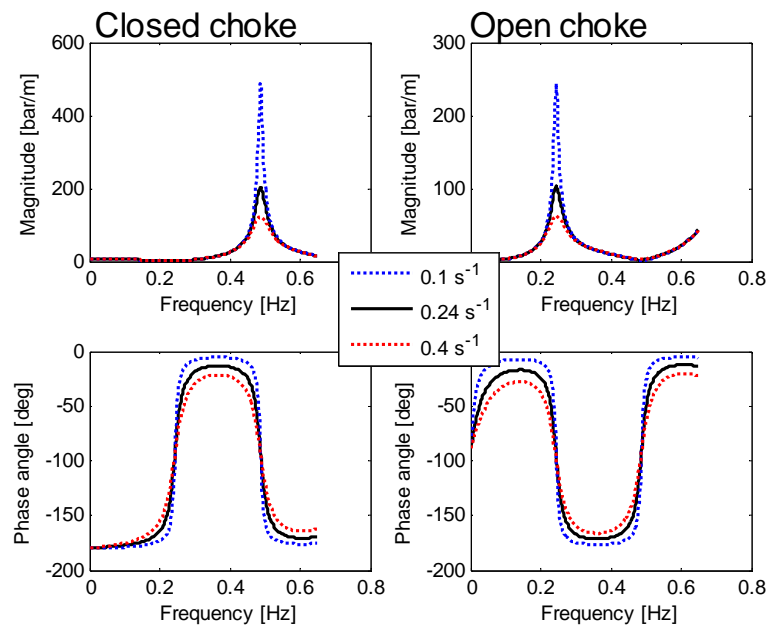 Closed choke
Open choke
600
400
200
0
Magnitude [bar/m]
0 0.2 0.4 0.6 0.8
Frequency [Hz]
300
200
100
0
Magnitude [bar/m]
0.2 0.4 0.6 0.8
Frequency [Hz]
0.1 s⁻¹
0.24 s⁻¹
0.4 s⁻¹
0
-50
-100
-150
-200
Phase angle [deg]
0 0.2 0.4 0.6 0.8
Frequency [Hz]
-50
-100
-150
-200
Phase angle [deg]
0 0.2 0.4 0.6 0.8
Frequency [Hz]